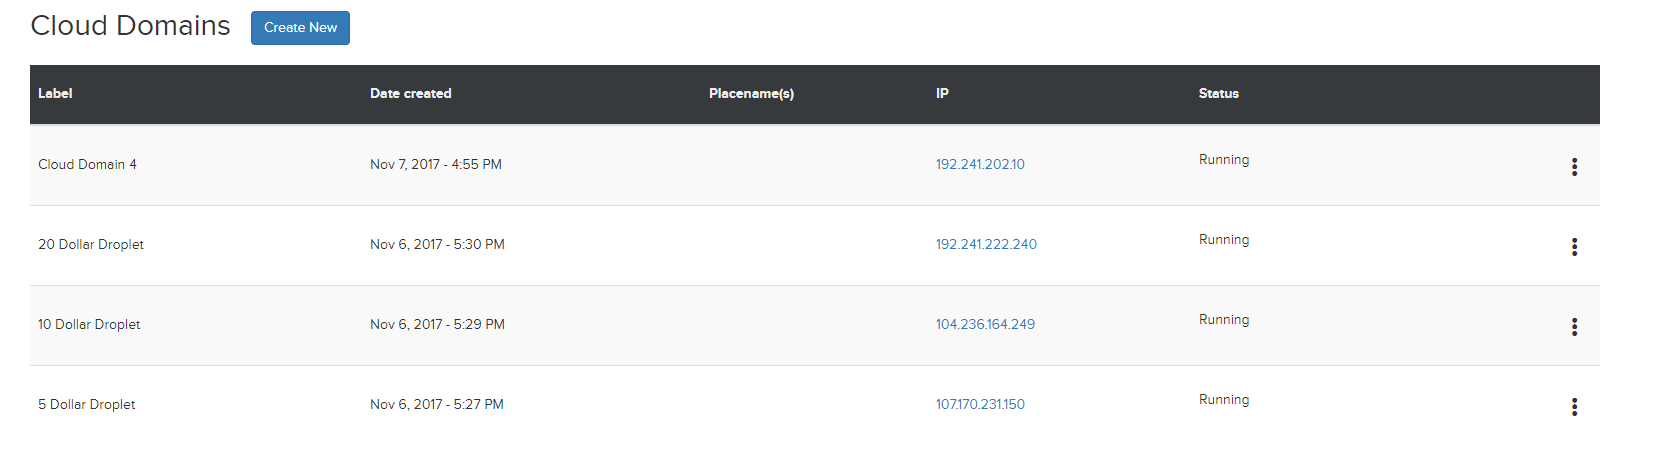 Cloud Domains Create New
Label Date created Placename(s) IP Status
Cloud Domain 4 Nov 7, 2017 - 4:55 PM 192.241.202.10 Running
20 Dollar Droplet Nov 6, 2017 - 5:30 PM 192.241.222.240 Running
10 Dollar Droplet Nov 6, 2017 - 5:29 PM 104.236.164.249 Running
5 Dollar Droplet Nov 6, 2017 - 5:27 PM 107.170.231.150 Running